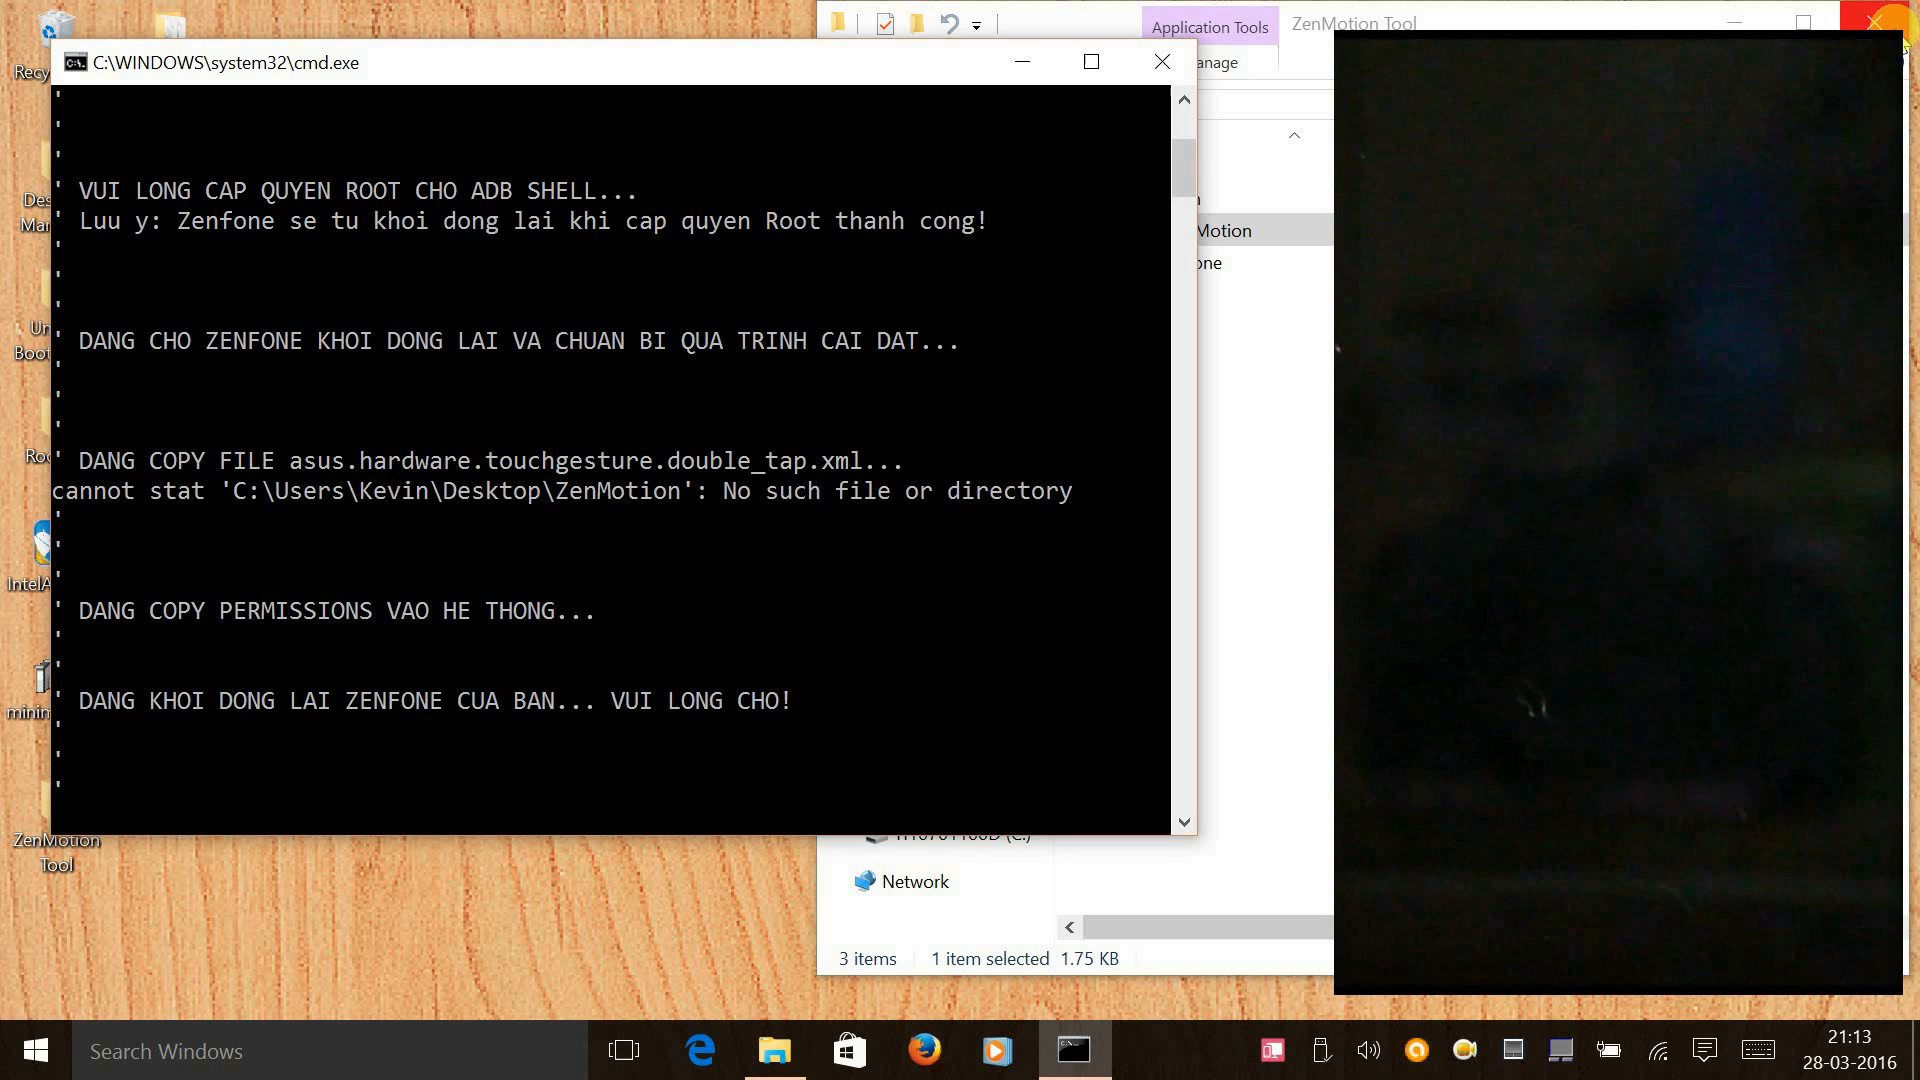 Application Tools
ZenMotion Tool
C:\WINDOWS\system32\cmd.exe
' VUI LONG CAP QUYEN ROOT CHO ADB SHELL...
' Luu y: Zenfone se tu khoi dong lai khi cap quyen Root thanh cong!
' DANG CHO ZENFONE KHOI DONG LAI VA CHUAN BI QUA TRINH CAI DAT...
' DANG COPY FILE asus.hardware.touchgesture.double_tap.xml...
cannot stat 'C:\Users\Kevin\Desktop\ZenMotion': No such file or directory
' DANG COPY PERMISSIONS VAO HE THONG...
' DANG KHOI DONG LAI ZENFONE CUA BAN... VUI LONG CHO!
ZenMotion
Tool
Network
3 items
1 item selected 1.75 KB
Search Windows
21:13
28-03-2016